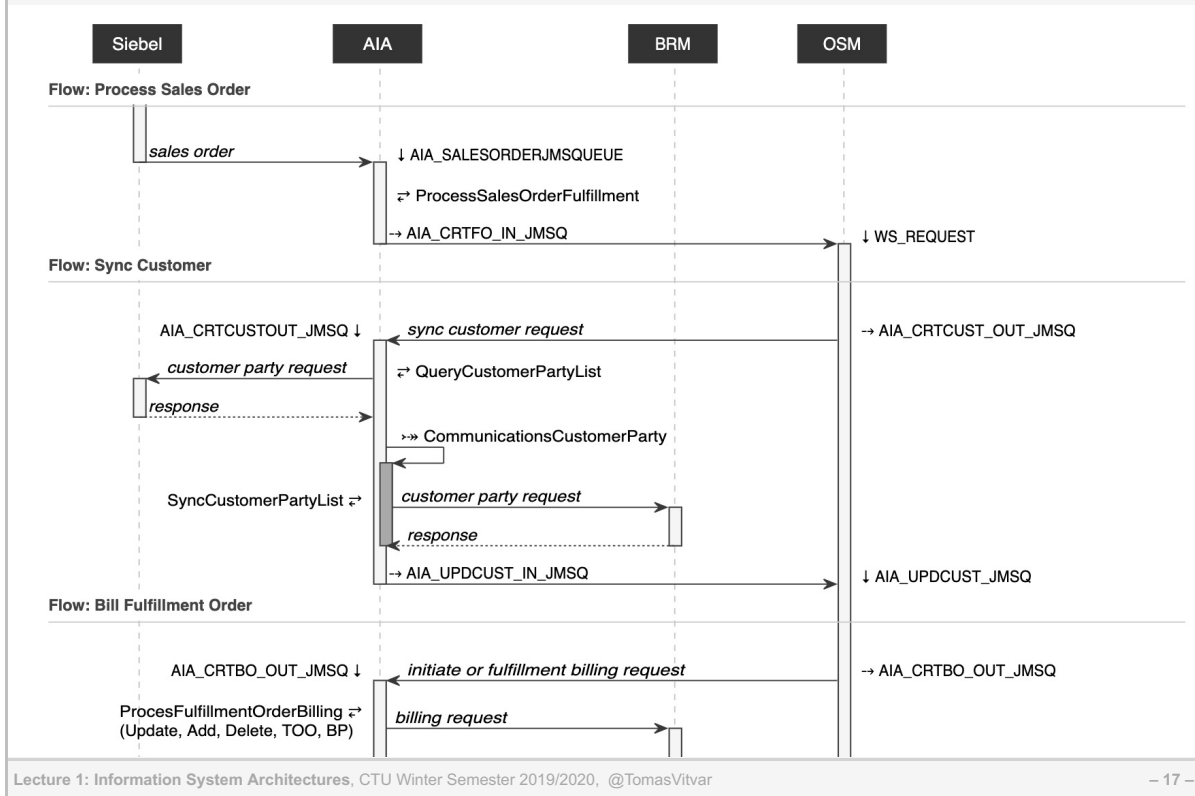 Siebel AIA BRM OSM
Flow: Process Sales Order
sales order
↓ AIA_SALESORDERJMSQUEUE
⇄ ProcessSalesOrderFulfillment
⇢ AIA_CRTFO_IN_JMSQ
↓ WS_REQUEST
Flow: Sync Customer
AIA_CRTCUSTOUT_JMSQ ↓ sync customer request → AIA_CRTCUST_OUT_JMSQ
customer party request ⇄ QueryCustomerPartyList
response
↣ CommunicationsCustomerParty
SyncCustomerPartyList ⇄ customer party request
response
⇢ AIA_UPDCUST_IN_JMSQ ↓ AIA_UPDCUST_JMSQ
Flow: Bill Fulfillment Order
AIA_CRTBO_OUT_JMSQ ↓ initiate or fulfillment billing request ⇢ AIA_CRTBO_OUT_JMSQ
ProcesFulfillmentOrderBilling ⇄ billing request
(Update, Add, Delete, TOO, BP)
Lecture 1: Information System Architectures, CTU Winter Semester 2019/2020, @TomasVitvar – 17 –